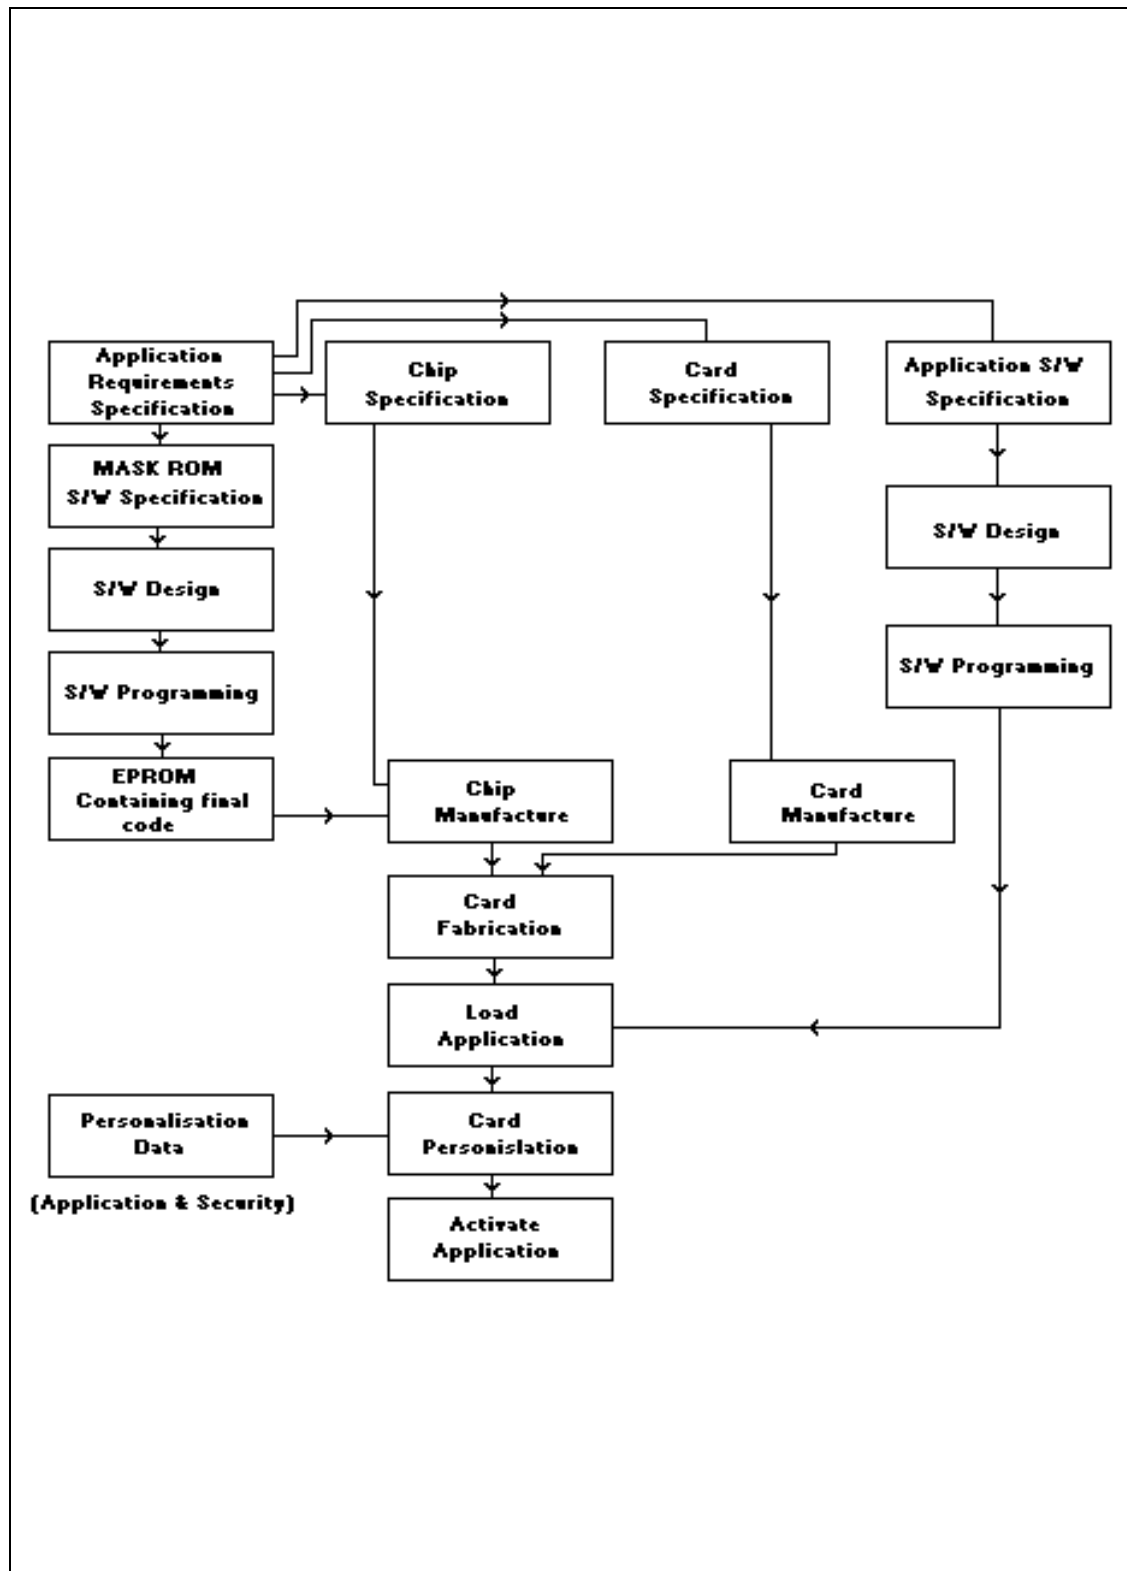 Application
Requirements
Specification
Chip
Specification
Card
Specification
Application S/W
Specification
MASK ROM
S/W Specification
S/W Design
S/W Design
S/W Programming
S/W Programming
EPROM
Containing final
code
Chip
Manufacture
Card
Manufacture
Card
Fabrication
Load
Application
Personalisation
Data
(Application & Security)
Card
Personislation
Activate
Application